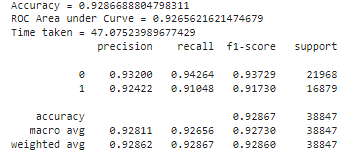 Accuracy = 0.9286688804798311
ROC Area under Curve = 0.9265621621474679
Time taken = 47.07523989677429
precision recall f1-score support
0 0.93200 0.94264 0.93729 21968
1 0.92422 0.91048 0.91730 16879
accuracy 0.92867 38847
macro avg 0.92811 0.92656 0.92730 38847
weighted avg 0.92862 0.92867 0.92860 38847